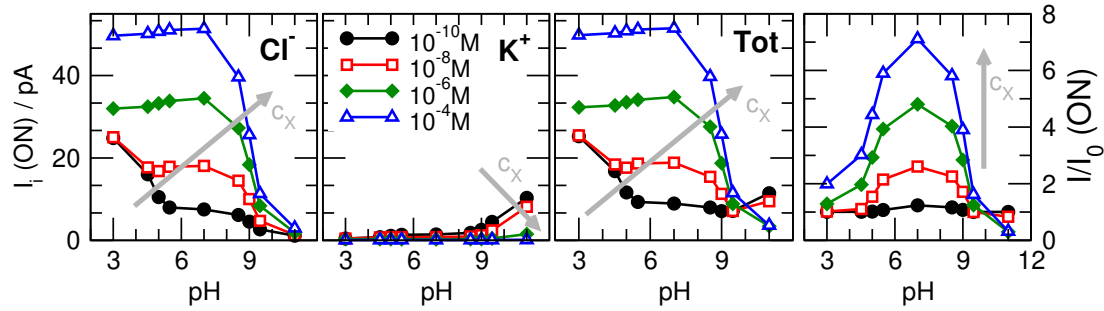 I_i (ON) / pA
40
20
0
Cl⁻
c_X
3 6 9
pH
K⁺
10⁻¹⁰M
10⁻⁸M
10⁻⁶M
10⁻⁴M
c_X
3 6 9
pH
Tot
c_X
3 6 9
pH
c_X
3 6 9 12
pH
8
6
4
2
0
I/I₀ (ON)